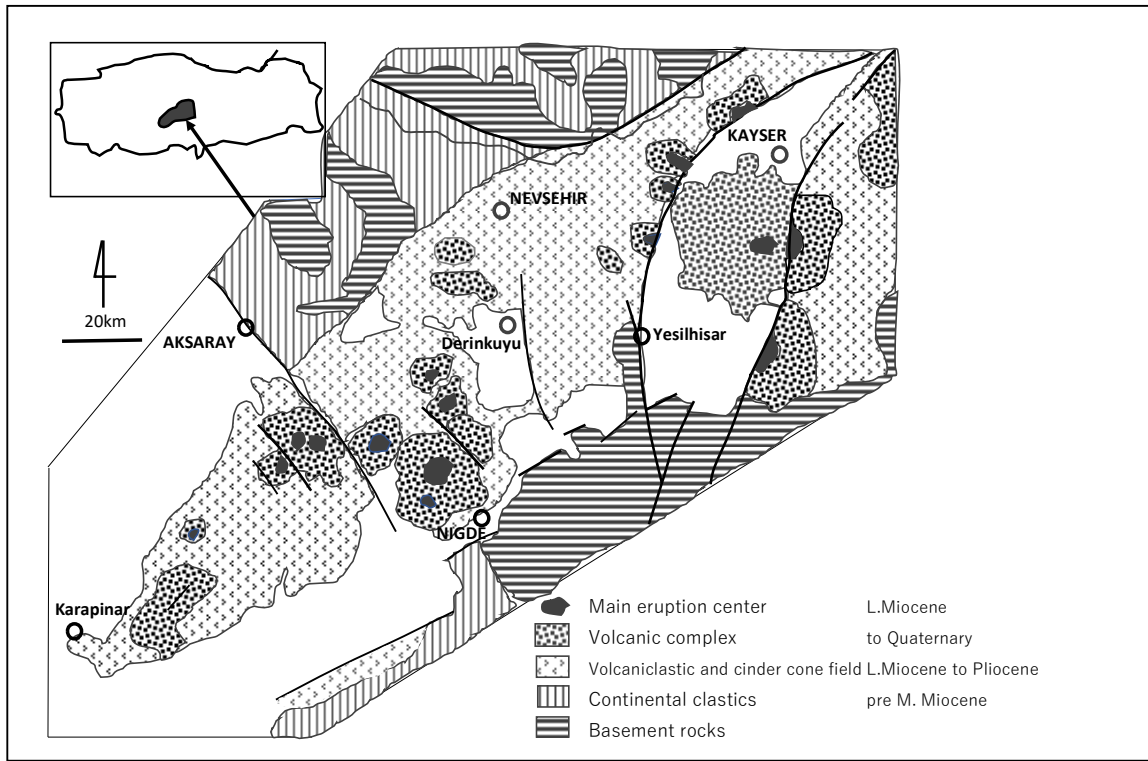 KAYSER
NEVSEHIR
20km
AKSARAY
Derinkuyu
Yesilhisar
NIGDE
Karapinar
Main eruption center L.Miocene
Volcanic complex to Quaternary
Volcaniclastic and cinder cone field L.Miocene to Pliocene
Continental clastics pre M. Miocene
Basement rocks